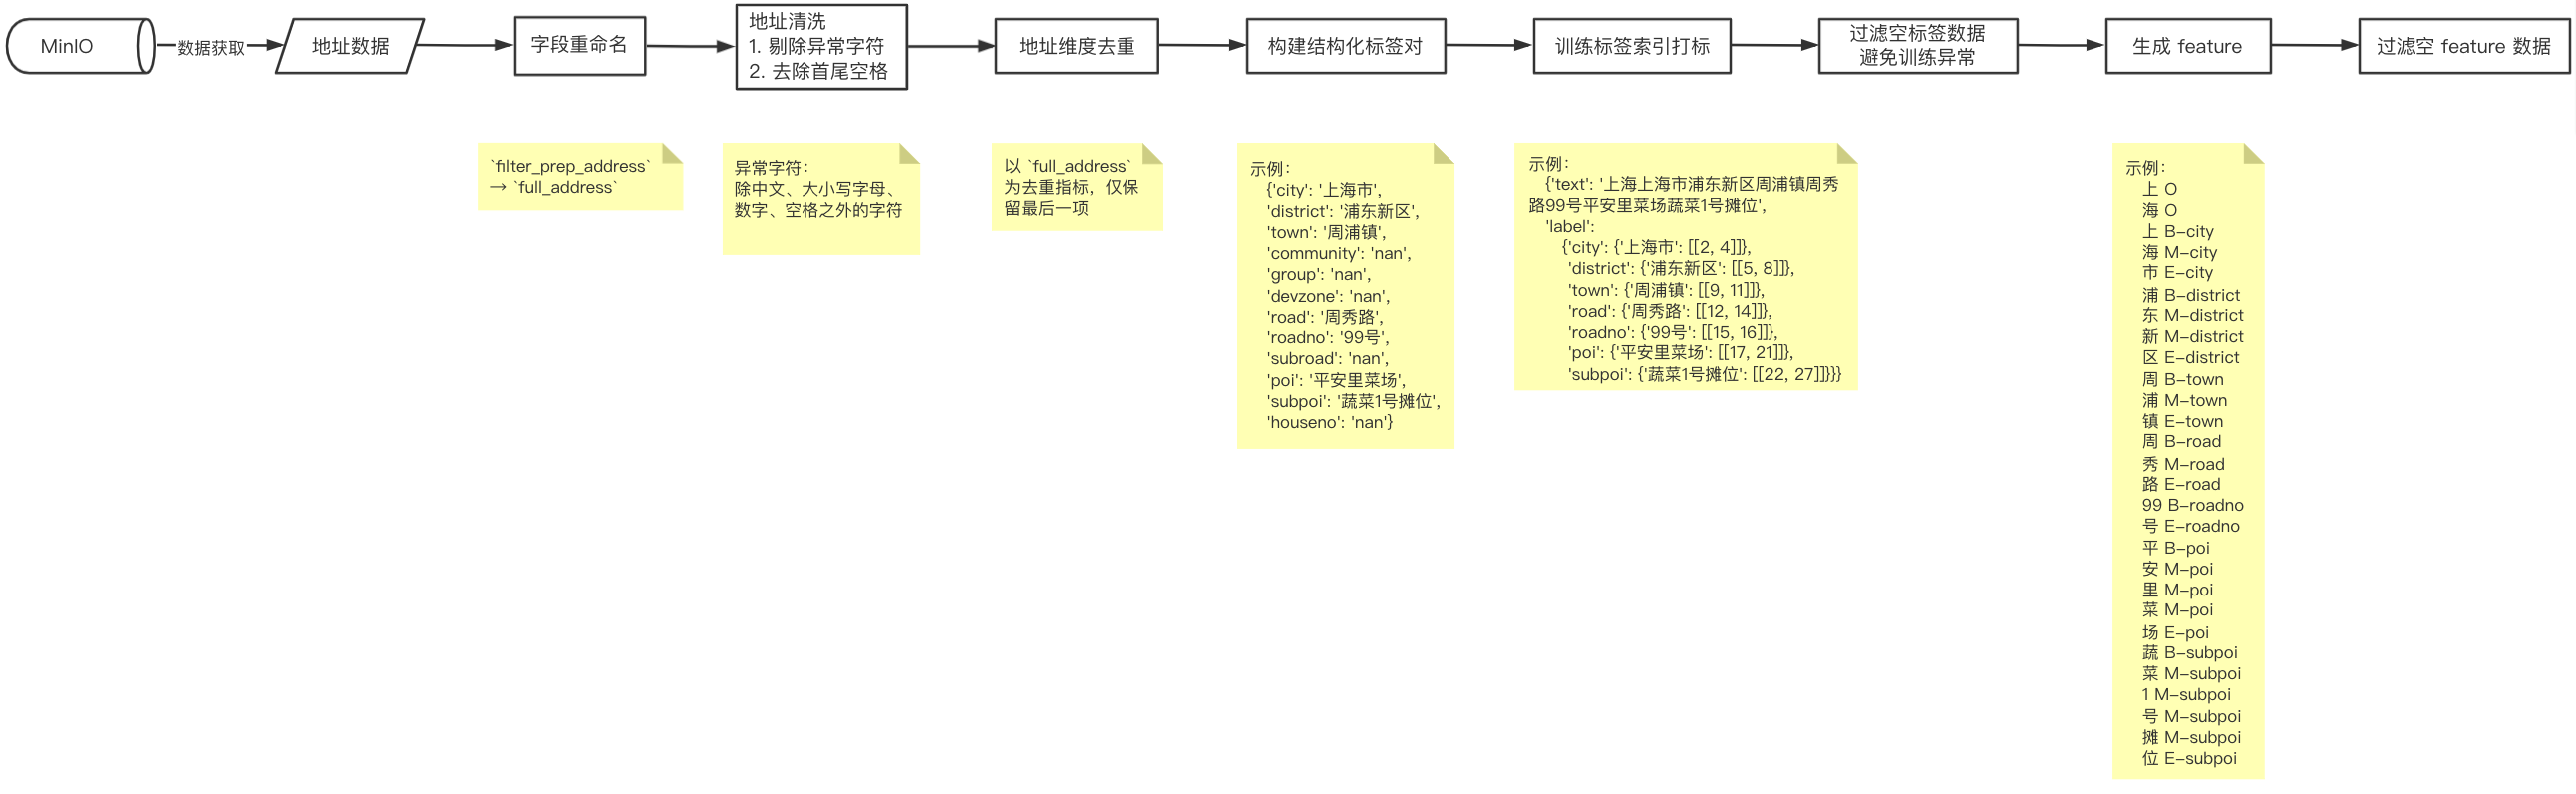 MinIO
数据获取
地址数据
字段重命名
地址清洗
1. 剔除异常字符
2. 去除首尾空格
地址维度去重
构建结构化标签对
训练标签索引打标
过滤空标签数据
避免训练异常
生成 feature
过滤空 feature 数据
`filter_prep_address`
→ `full_address`
异常字符：
除中文、大小写字母、
数字、空格之外的字符
以 `full_address`
为去重指标，仅保
留最后一项
示例：
{'city': '上海市',
'district': '浦东新区',
'town': '周浦镇',
'community': 'nan',
'group': 'nan',
'devzone': 'nan',
'road': '周秀路',
'roadno': '99号',
'subroad': 'nan',
'poi': '平安里菜场',
'subpoi': '蔬菜1号摊位',
'houseno': 'nan'}
示例：
{'text': '上海上海市浦东新区周浦镇周秀
路99号平安里菜场蔬菜1号摊位',
'label':
{'city': {'上海市': [[2, 4]]},
'district': {'浦东新区': [[5, 8]]},
'town': {'周浦镇': [[9, 11]]},
'road': {'周秀路': [[12, 14]]},
'roadno': {'99号': [[15, 16]]},
'poi': {'平安里菜场': [[17, 21]]},
'subpoi': {'蔬菜1号摊位': [[22, 27]]}}}
示例：
上 O
海 O
上 B-city
海 M-city
市 E-city
浦 B-district
东 M-district
新 M-district
区 E-district
周 B-town
浦 M-town
镇 E-town
周 B-road
秀 M-road
路 E-road
99 B-roadno
号 E-roadno
平 B-poi
安 M-poi
里 M-poi
菜 M-poi
场 E-poi
蔬 B-subpoi
菜 M-subpoi
1 M-subpoi
号 M-subpoi
摊 M-subpoi
位 E-subpoi